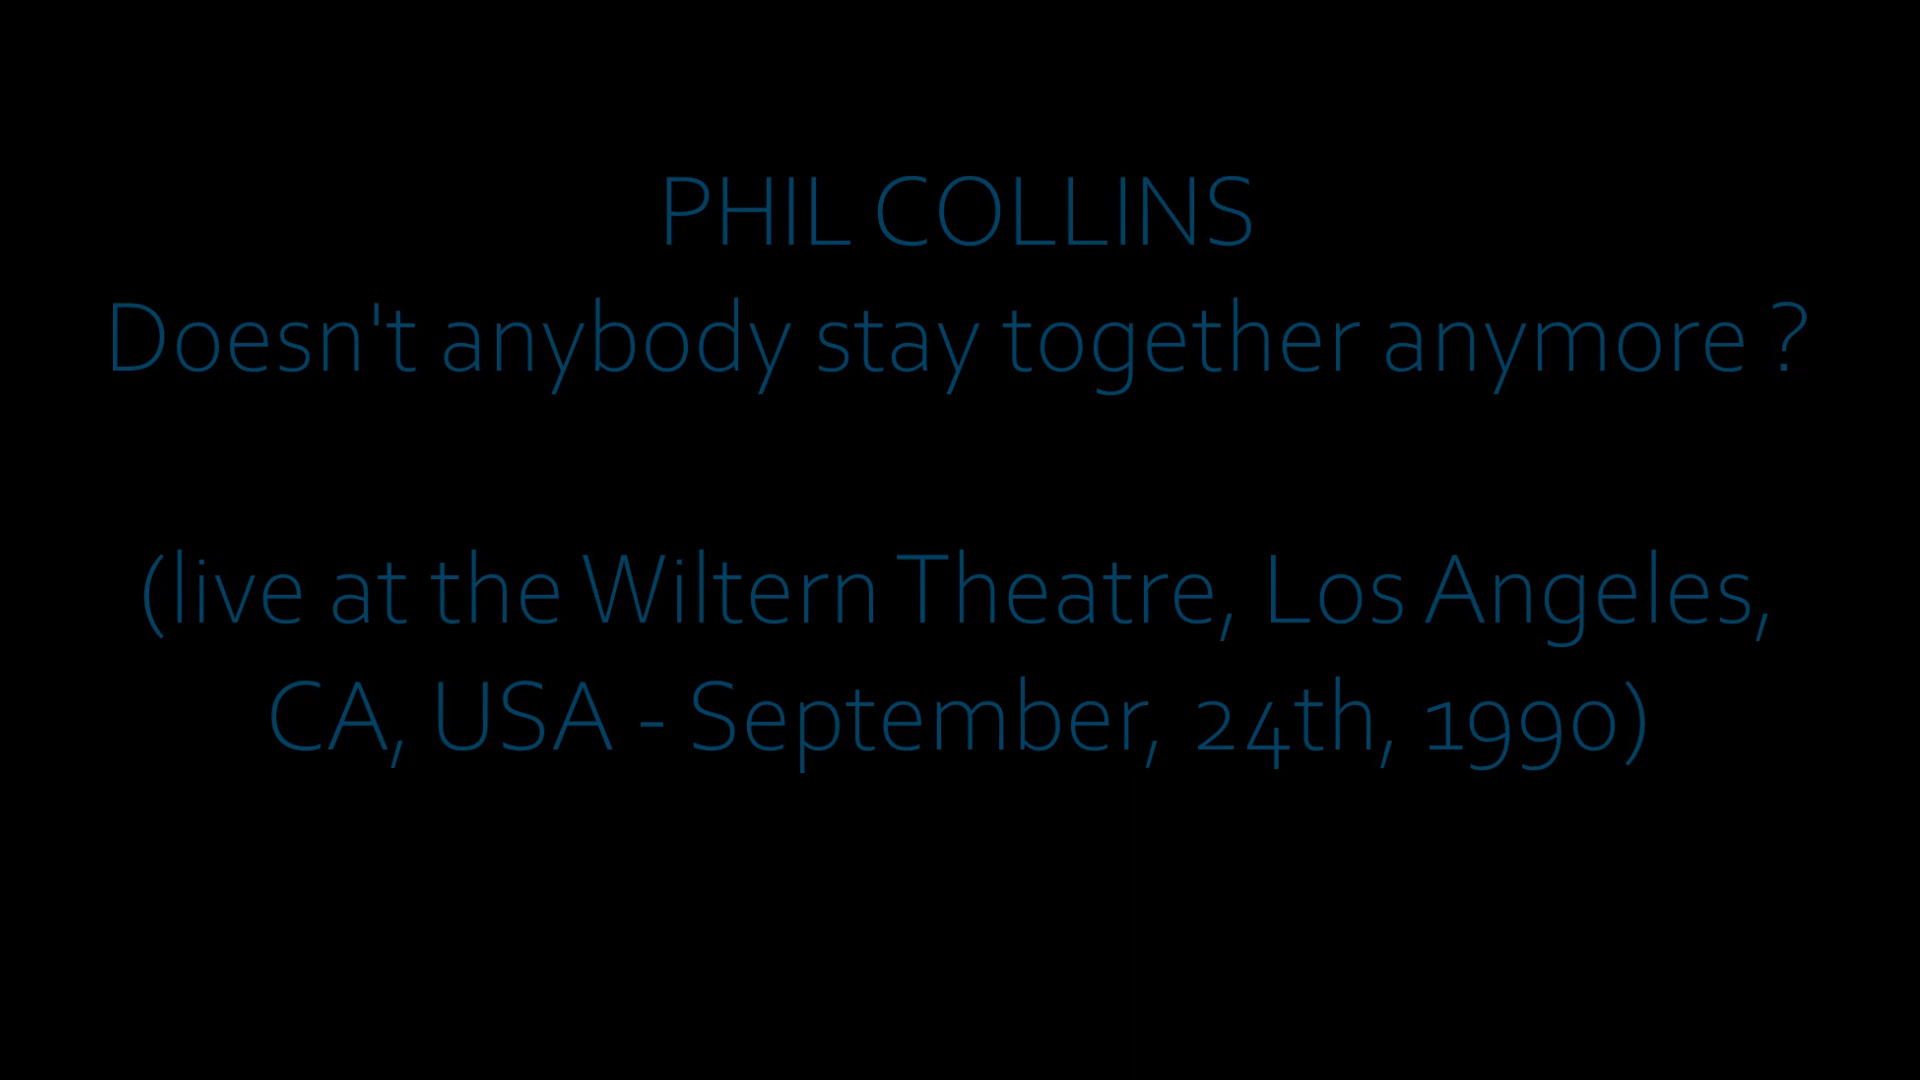 PHIL COLLINS
Doesn't anybody stay together anymore ?
(live at the Wiltern Theatre, Los Angeles,
CA, USA - September, 24th, 1990)